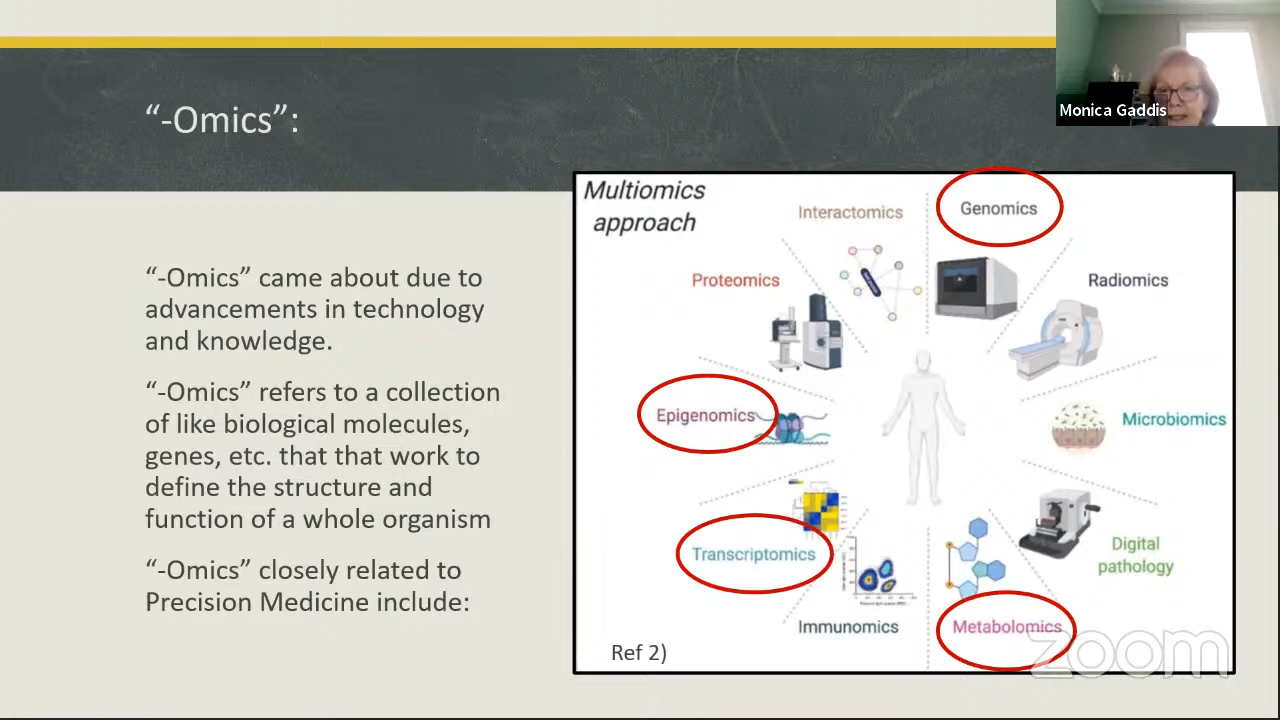 “-Omics”:
Monica Gaddis
“-Omics” came about due to
advancements in technology
and knowledge.
“-Omics” refers to a collection
of like biological molecules,
genes, etc. that that work to
define the structure and
function of a whole organism
“-Omics” closely related to
Precision Medicine include:
Multiomics
approach
Interactomics
Genomics
Proteomics
Radiomics
Epigenomics
Microbiomics
Transcriptomics
Digital
pathology
Immunomics
Metabolomics
Ref 2)
zoom